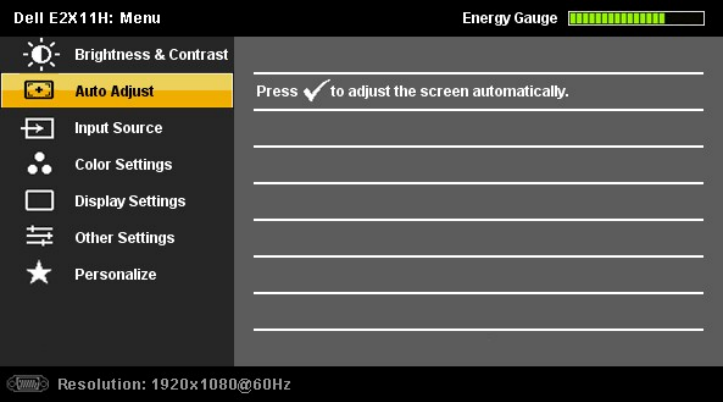 Dell E2X11H: Menu
Energy Gauge
Brightness & Contrast
Auto Adjust
Press ✓ to adjust the screen automatically.
Input Source
Color Settings
Display Settings
Other Settings
Personalize
Resolution: 1920x1080@60Hz